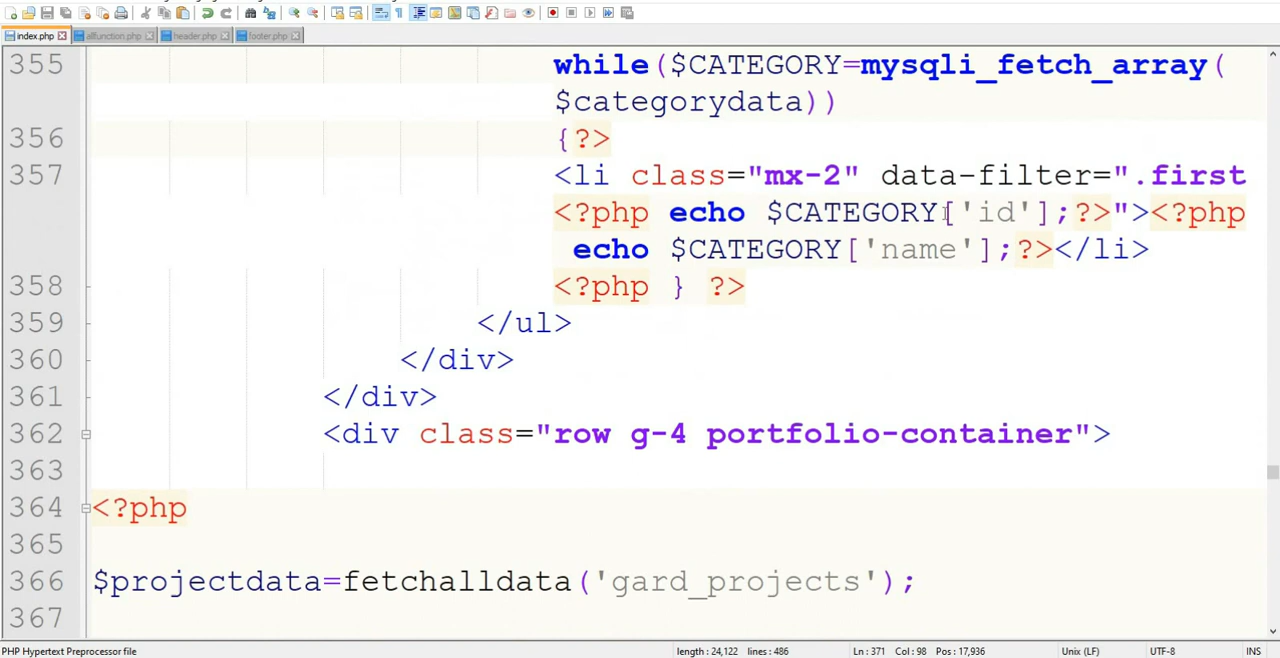 index.php allfunction.php header.php footer.php
355 while($CATEGORY=mysqli_fetch_array(
$categorydata))
356 {?>
357 <li class="mx-2" data-filter=".first
<?php echo $CATEGORY['id'];?>"><?php
echo $CATEGORY['name'];?></li>
358 <?php } ?>
359 </ul>
360 </div>
361 </div>
362 <div class="row g-4 portfolio-container">
363
364 <?php
365
366 $projectdata=fetchalldata('gard_projects');
367
PHP Hypertext Preprocessor file length : 24,122 lines : 486 Ln : 371 Col : 98 Pos : 17,936 Unix (LF) UTF-8 INS